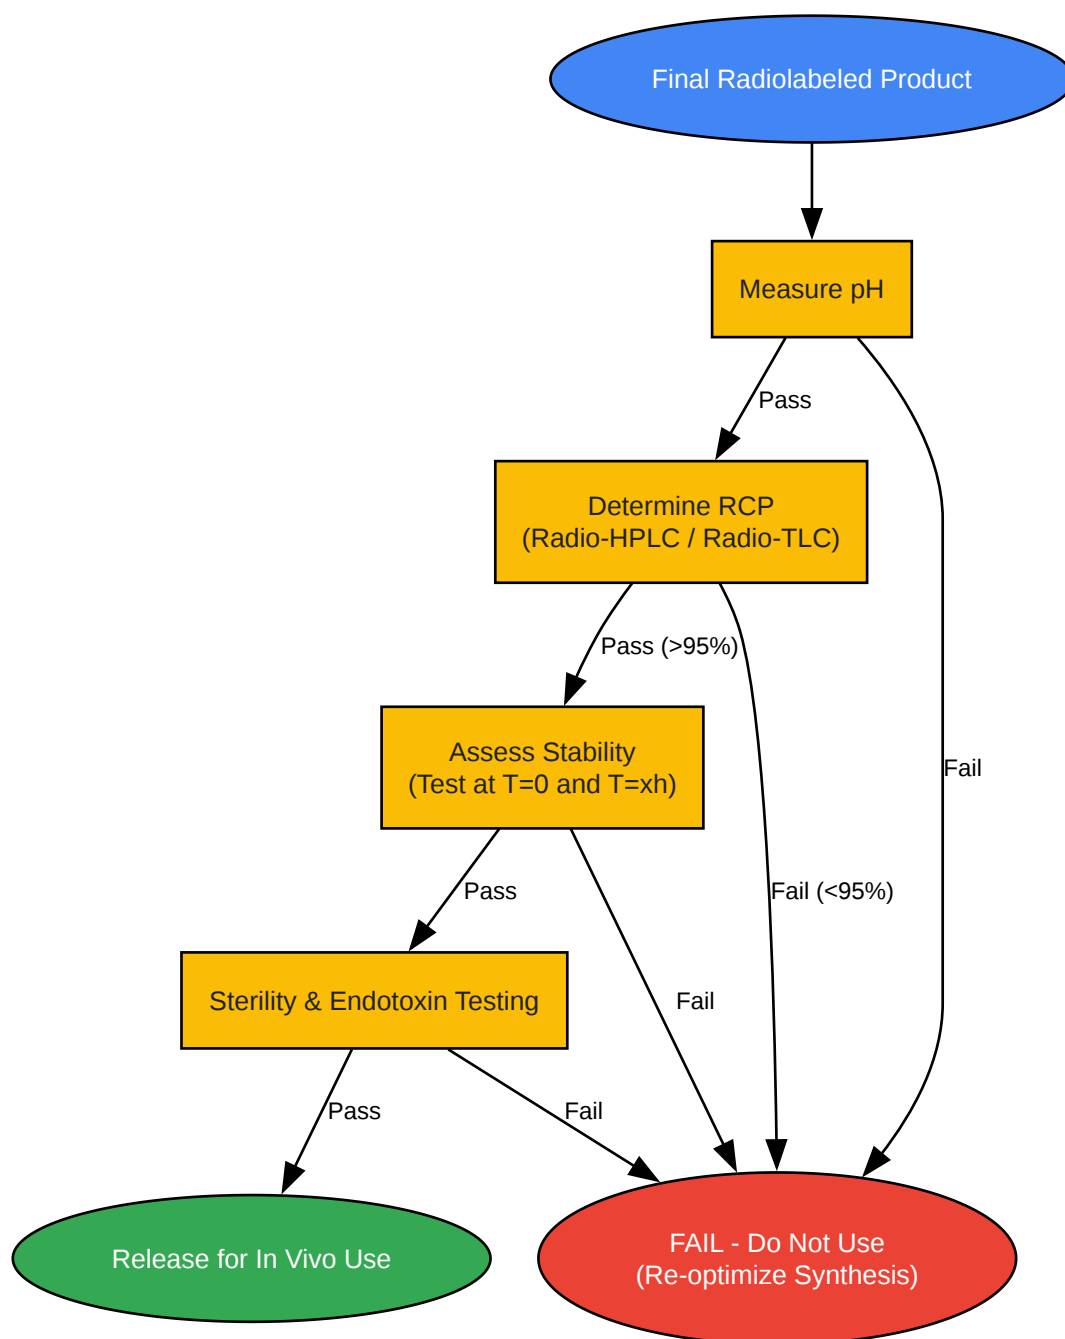 Final Radiolabeled Product
Measure pH
Pass
Determine RCP
(Radio-HPLC / Radio-TLC)
Pass (>95%)
Assess Stability
(Test at T=0 and T=xh)
Fail
Pass
Fail (<95%)
Sterility & Endotoxin Testing
Fail
Pass
Fail
Release for In Vivo Use
FAIL - Do Not Use
(Re-optimize Synthesis)